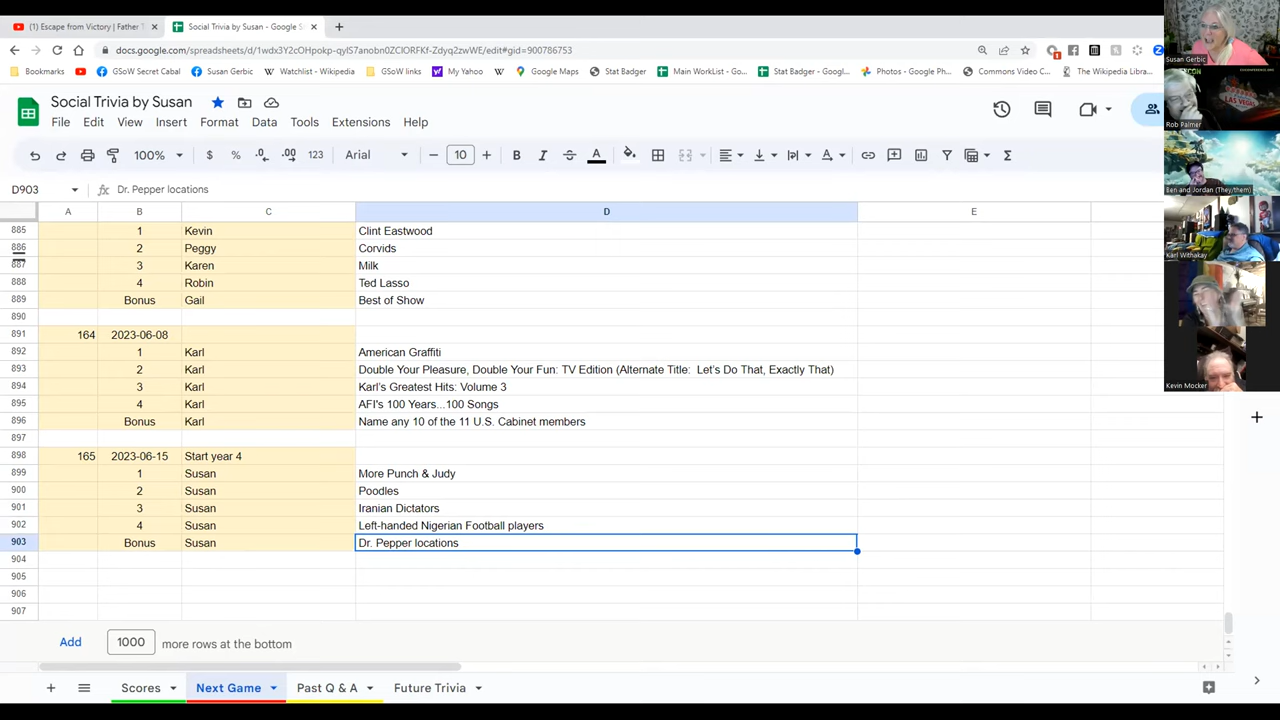 (1) Escape from Victory | Father T
Social Trivia by Susan - Google S
docs.google.com/spreadsheets/d/1wdx3Y2cOHpokp-qyIS7anobn0ZCIORFKf-Zdyq2zwWE/edit#gid=900786753
Bookmarks GSoW Secret Cabal Susan Gerbic Watchlist - Wikipedia GSoW links My Yahoo Google Maps Stat Badger Main WorkList - Go Stat Badger - Goog Photos - Google Ph Commons Video C The Wikipedia Libra
Susan Gerbic
Social Trivia by Susan
File Edit View Insert Format Data Tools Extensions Help
LAS VEGAS
Rob Palmer
100% $ % .0 .00 123 Arial 10 B I S A
D903 Dr. Pepper locations
Ben and Jordan (They/them)
A B C D E
885 1 Kevin Clint Eastwood
886 2 Peggy Corvids
Karl Withakay
887 3 Karen Milk
888 4 Robin Ted Lasso
889 Bonus Gail Best of Show
890
891 164 2023-06-08
892 1 Karl American Graffiti
893 2 Karl Double Your Pleasure, Double Your Fun: TV Edition (Alternate Title: Let's Do That, Exactly That)
894 3 Karl Karl's Greatest Hits: Volume 3
Kevin Mocker
895 4 Karl AFI's 100 Years...100 Songs
896 Bonus Karl Name any 10 of the 11 U.S. Cabinet members
897
898 165 2023-06-15 Start year 4
899 1 Susan More Punch & Judy
900 2 Susan Poodles
901 3 Susan Iranian Dictators
902 4 Susan Left-handed Nigerian Football players
903 Bonus Susan Dr. Pepper locations
904
905
906
907
Add 1000 more rows at the bottom
Scores Next Game Past Q & A Future Trivia